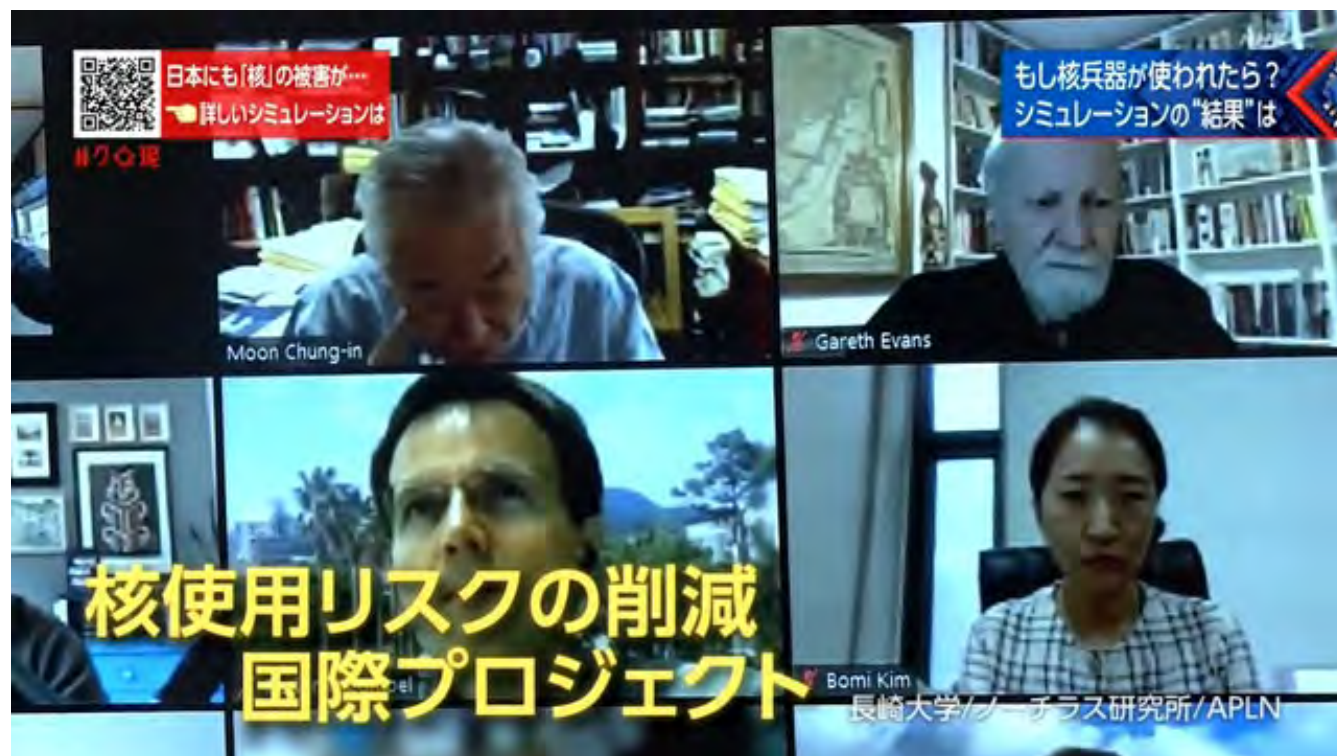 日本にも「核」の被害が…
👈詳しいシミュレーションは
もし核兵器が使われたら?
シミュレーションの“結果”は
Moon Chung-in
Gareth Evans
核使用リスクの削減
国際プロジェクト
Bomi Kim
長崎大学/ノーチラス研究所/APLN